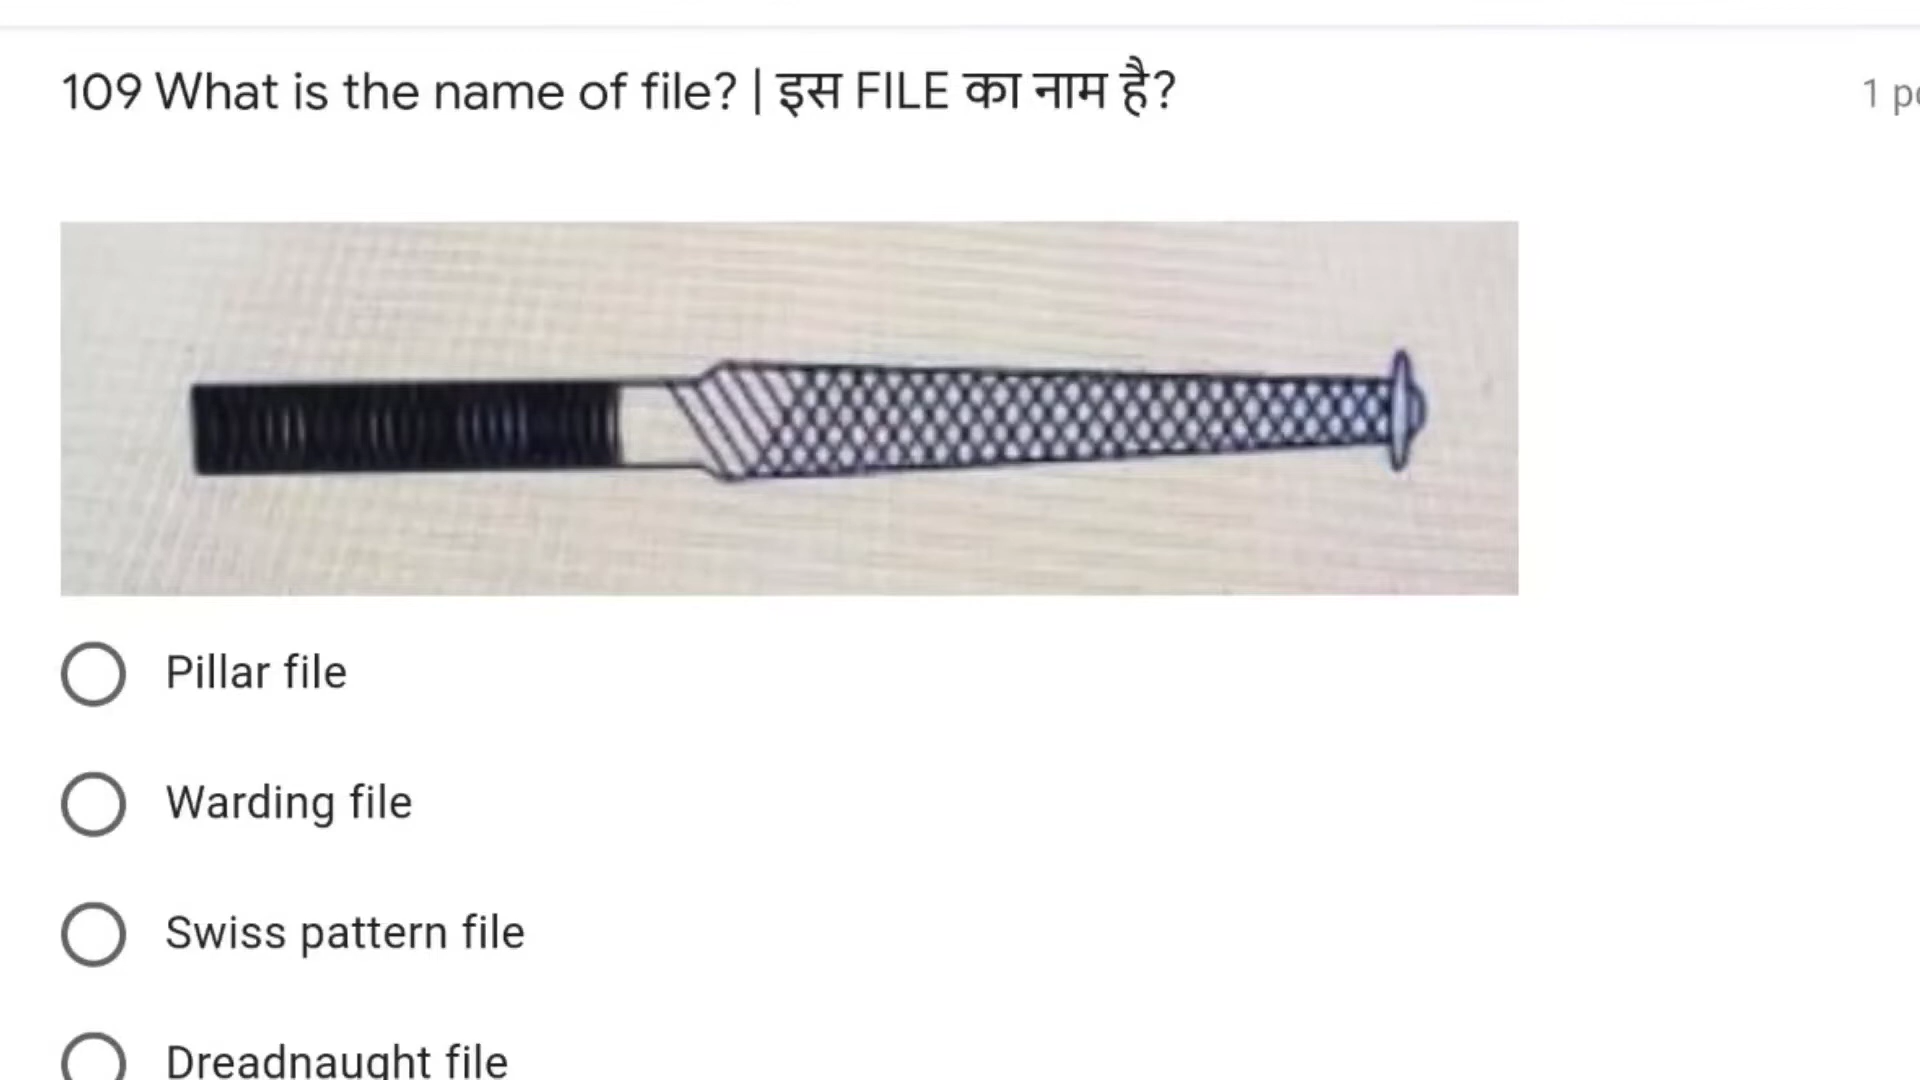 109 What is the name of file? | इस FILE का नाम है?
1
Pillar file
Warding file
Swiss pattern file
Dreadnaught file